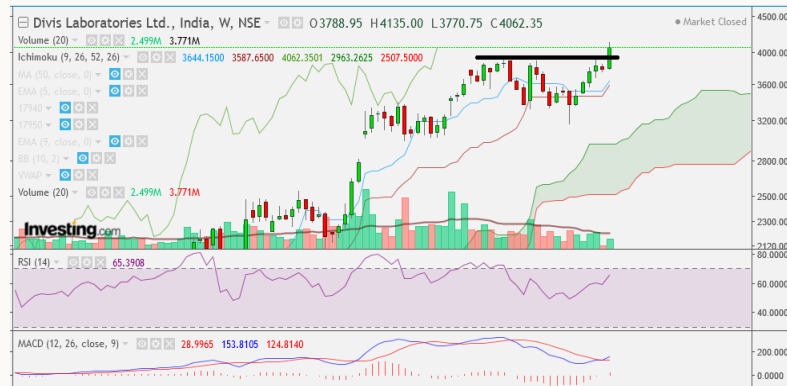 Divis Laboratories Ltd., India, W, NSE O3788.95 H4135.00 L3770.75 C4062.35 Market Closed
Volume (20) 2.499M 3.771M
Ichimoku (9, 26, 52, 26) 3644.1500 3587.6500 4062.3501 2963.2625 2507.5000
MA (50, close, 0)
EMA (5, close, 0)
17940
17950
EMA (9, close, 0)
BB (10, 2)
VWAP
Volume (20) 2.499M 3.771M
Investing.com
4500.00
4000.00
3600.00
3200.00
2800.00
2500.00
2300.00
2120.00
RSI (14) 65.3908
80.0000
60.0000
40.0000
MACD (12, 26, close, 9) 28.9965 153.8105 124.8140
200.0000
0.0000